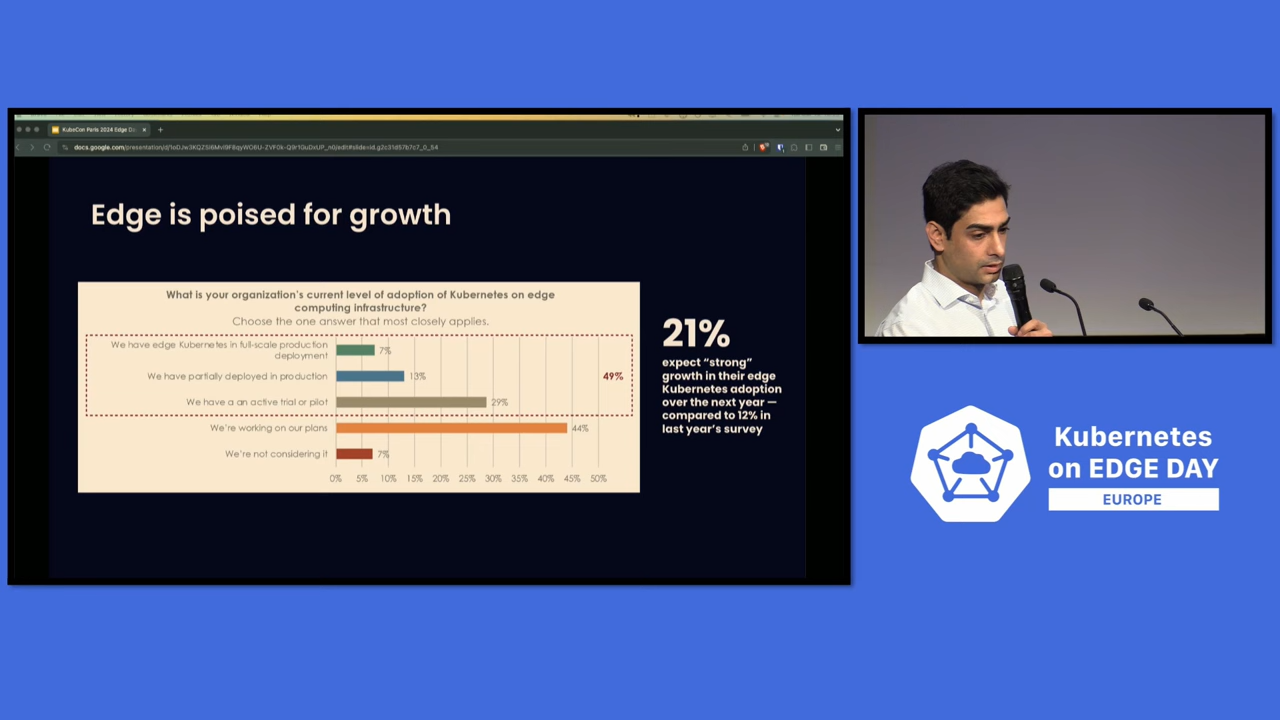 KubsCon Paris 2024 Edge Da
Edge is poised for growth
What is your organization's current level of adoption of Kubernetes on edge
computing infrastructure?
Choose the one answer that most closely applies.
We have edge Kubernetes in full-scale production
deployment
7%
We have partially deployed in production
13%
49%
We have a an active trial or pilot
29%
We're working on our plans
44%
We're not considering it
7%
0% 5% 10% 15% 20% 25% 30% 35% 40% 45% 50%
21%
expect “strong”
growth in their edge
Kubernetes adoption
over the next year —
compared to 12% in
last year’s survey
Kubernetes
on EDGE DAY
EUROPE